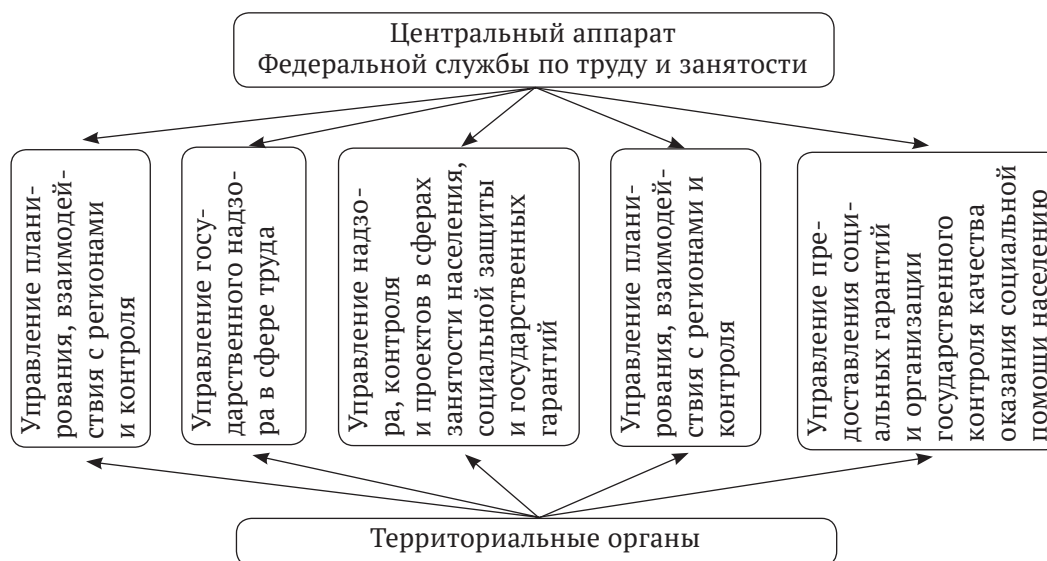 Центральный аппарат
Федеральной службы по труду и занятости
Управление плани-
рования, взаимодей-
ствия с регионами
и контроля
Управление госу-
дарственного надзо-
ра в сфере труда
Управление надзо-
ра, контроля
и проектов в сферах
занятости населения,
социальной защиты
и государственных
гарантий
Управление плани-
рования, взаимодей-
ствия с регионами и
контроля
Управление пре-
доставления соци-
альных гарантий
и организации
государственного
контроля качества
оказания социальной
помощи населению
Территориальные органы